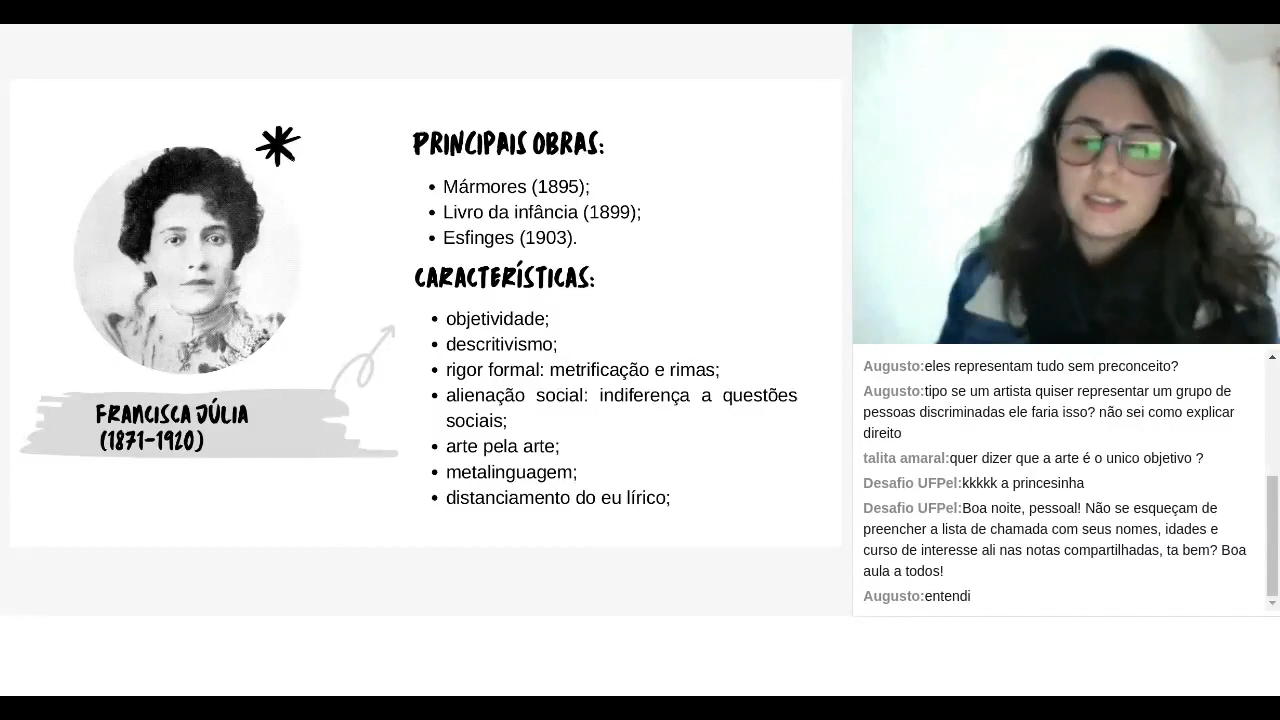 PRINCIPAIS OBRAS:
Mármores (1895);
Livro da infância (1899);
Esfinges (1903).
CARACTERÍSTICAS:
objetividade;
descritivismo;
rigor formal: metrificação e rimas;
alienação social: indiferença a questões
sociais;
arte pela arte;
metalinguagem;
distanciamento do eu lírico;
FRANCISCA JÚLIA
(1871-1920)
Augusto:eles representam tudo sem preconceito?
Augusto:tipo se um artista quiser representar um grupo de
pessoas discriminadas ele faria isso? não sei como explicar
direito
talita amaral:quer dizer que a arte é o unico objetivo ?
Desafio UFPel:kkkkk a princesinha
Desafio UFPel:Boa noite, pessoal! Não se esqueçam de
preencher a lista de chamada com seus nomes, idades e
curso de interesse ali nas notas compartilhadas, ta bem? Boa
aula a todos!
Augusto:entendi